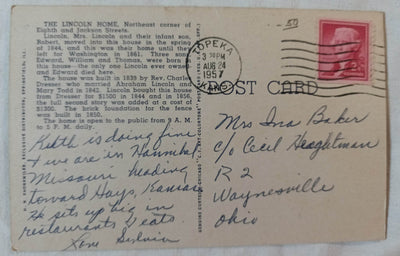 THE LINCOLN HOME, Northeast corner of
Eighth and Jackson Streets.
Lincoln, Mrs. Lincoln and their infant son,
Robert, moved into this house in the spring
of 1844, and this was their home until they
left for Washington in 1861. Three sons,
Edward, William and Thomas, were born in
this house—the only one Lincoln ever owned—
and Edward died here.
The house was built in 1839 by Rev. Charles
Dresser who married Abraham Lincoln and
Mary Todd in 1842. Lincoln bought this house
from Dresser for $1500 in 1844 and in 1856,
the full second story was added at a cost of
$1300. The brick foundation for the fence
was built in 1850.
The home is open to the public from 9 A.M.
to 5 P.M. daily.
Keith is doing fine
+ we are in Hannibal
Missouri heading
toward Hays, Kansas
He sits up big in
restaurants + eats.
Love Sylvia
TOPEKA
3 PM
AUG 24
1957
KANS.
POST CARD
Mrs Ina Baker
c/o Cecil
R 2
Waynesville
Ohio